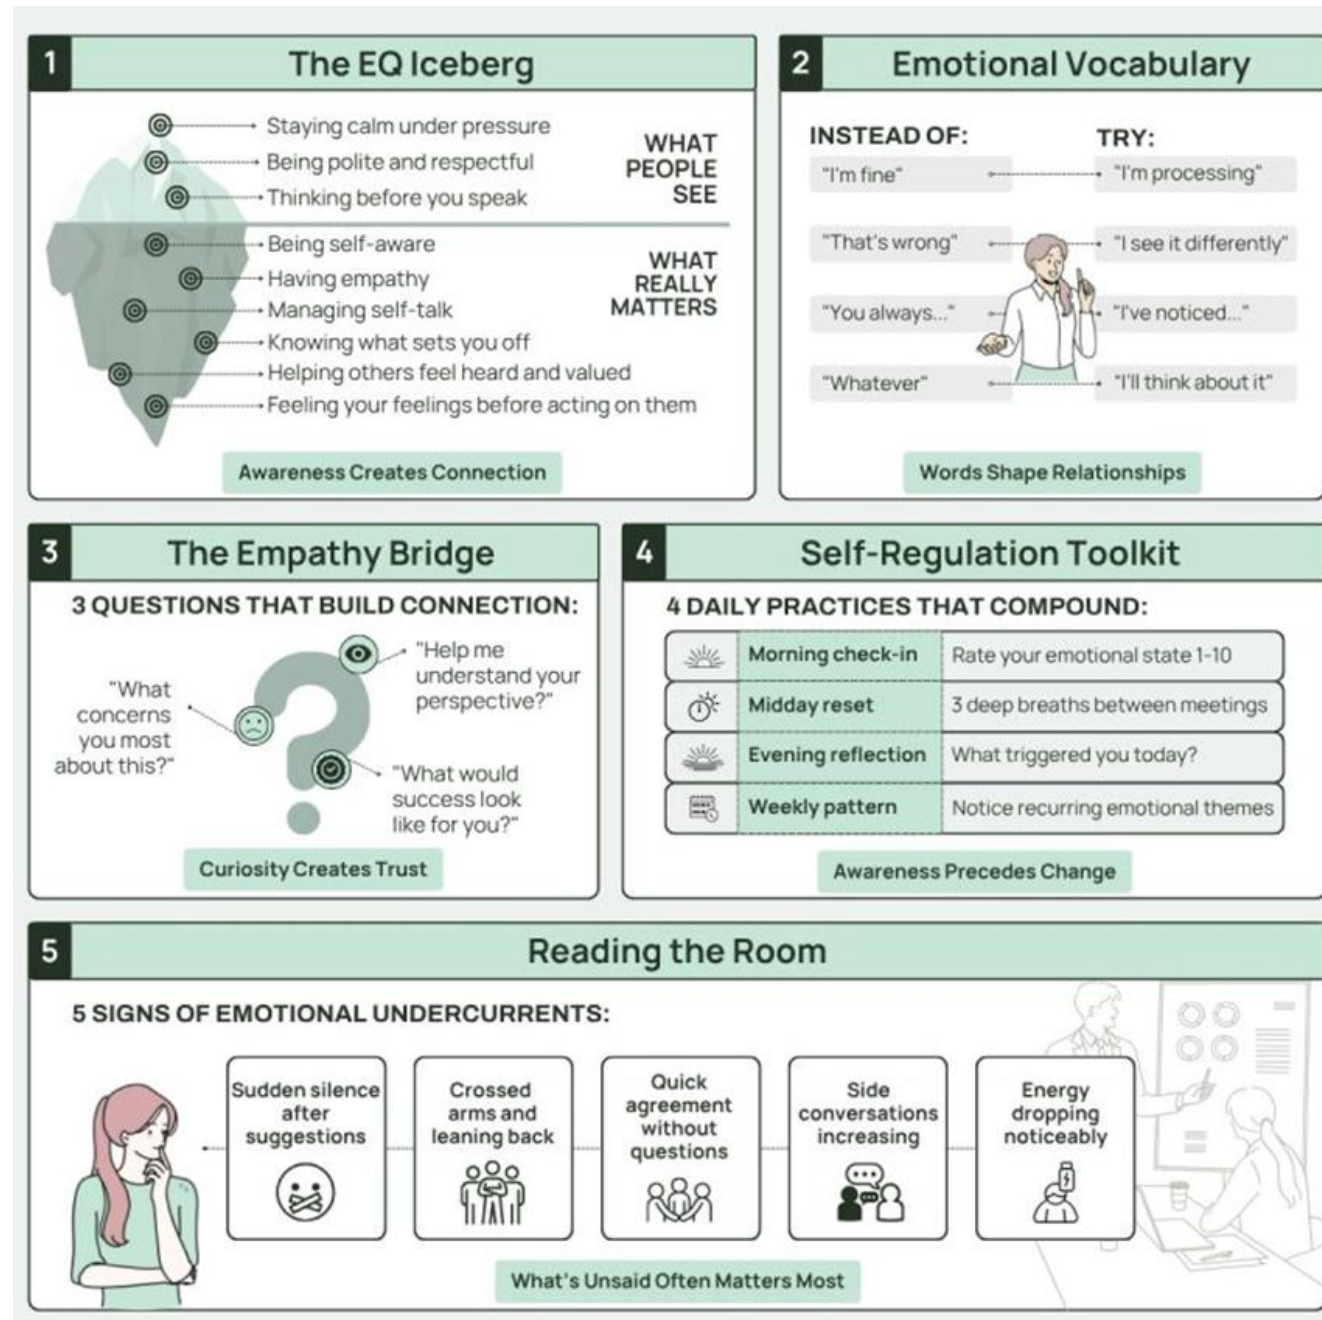 1
The EQ Iceberg
Staying calm under pressure
Being polite and respectful
Thinking before you speak
WHAT
PEOPLE
SEE
Being self-aware
Having empathy
Managing self-talk
Knowing what sets you off
Helping others feel heard and valued
Feeling your feelings before acting on them
WHAT
REALLY
MATTERS
Awareness Creates Connection
2
Emotional Vocabulary
INSTEAD OF:
TRY:
"I'm fine"
"I'm processing"
"That's wrong"
"I see it differently"
"You always..."
"I've noticed..."
"Whatever"
"I'll think about it"
Words Shape Relationships
3
The Empathy Bridge
3 QUESTIONS THAT BUILD CONNECTION:
"What
concerns
you most
about this?"
"Help me
understand your
perspective?"
"What would
success look
like for you?"
Curiosity Creates Trust
4
Self-Regulation Toolkit
4 DAILY PRACTICES THAT COMPOUND:
Morning check-in
Rate your emotional state 1-10
Midday reset
3 deep breaths between meetings
Evening reflection
What triggered you today?
Weekly pattern
Notice recurring emotional themes
Awareness Precedes Change
5
Reading the Room
5 SIGNS OF EMOTIONAL UNDERCURRENTS:
Sudden silence
after
suggestions
Crossed
arms and
leaning back
Quick
agreement
without
questions
Side
conversations
increasing
Energy
dropping
noticeably
What's Unsaid Often Matters Most